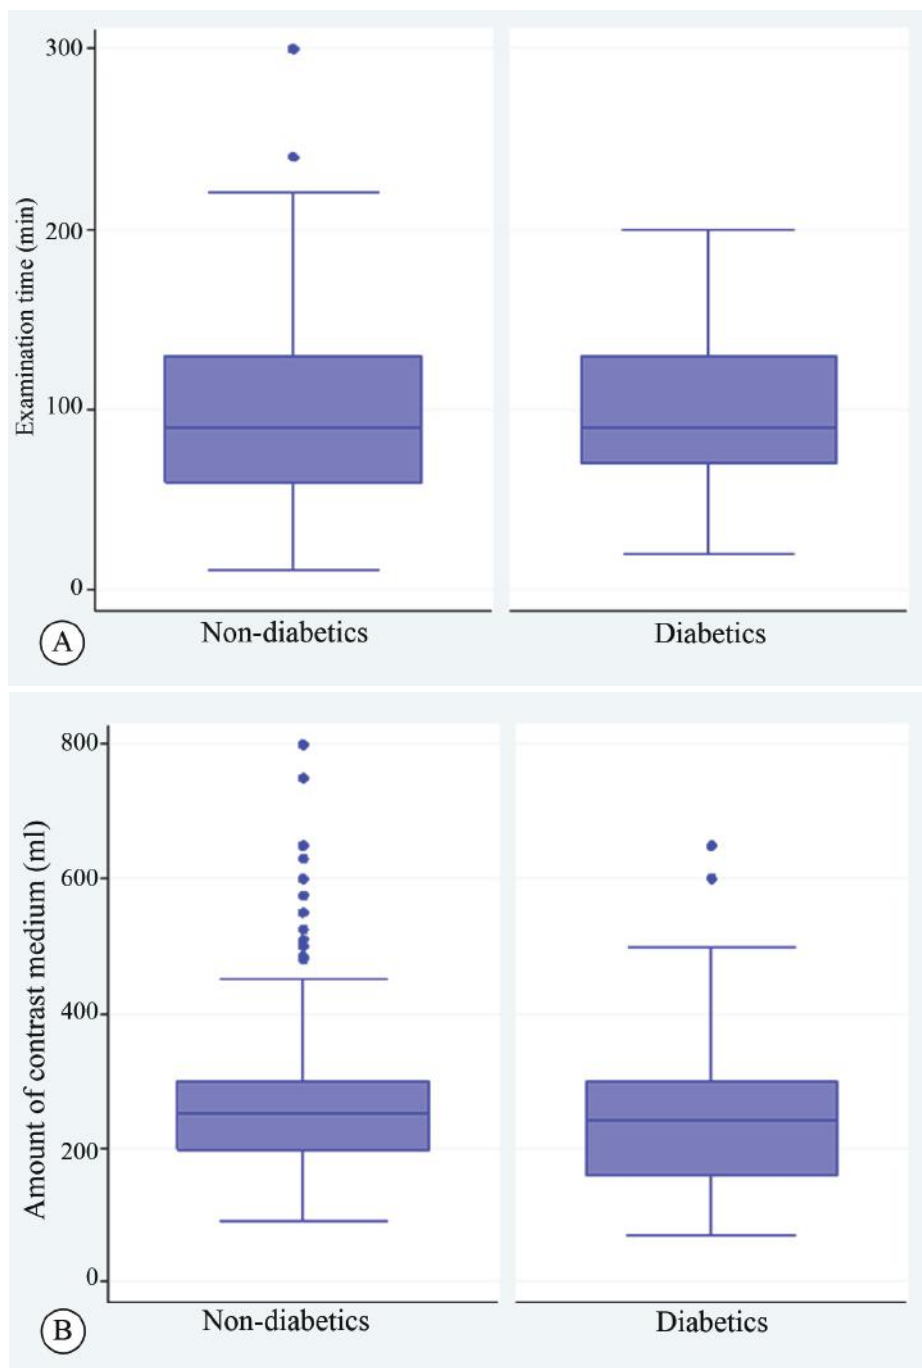 300
200
100
0
Examination time (min)
Non-diabetics
Diabetics
A
800
600
400
200
0
Amount of contrast medium (ml)
Non-diabetics
Diabetics
B